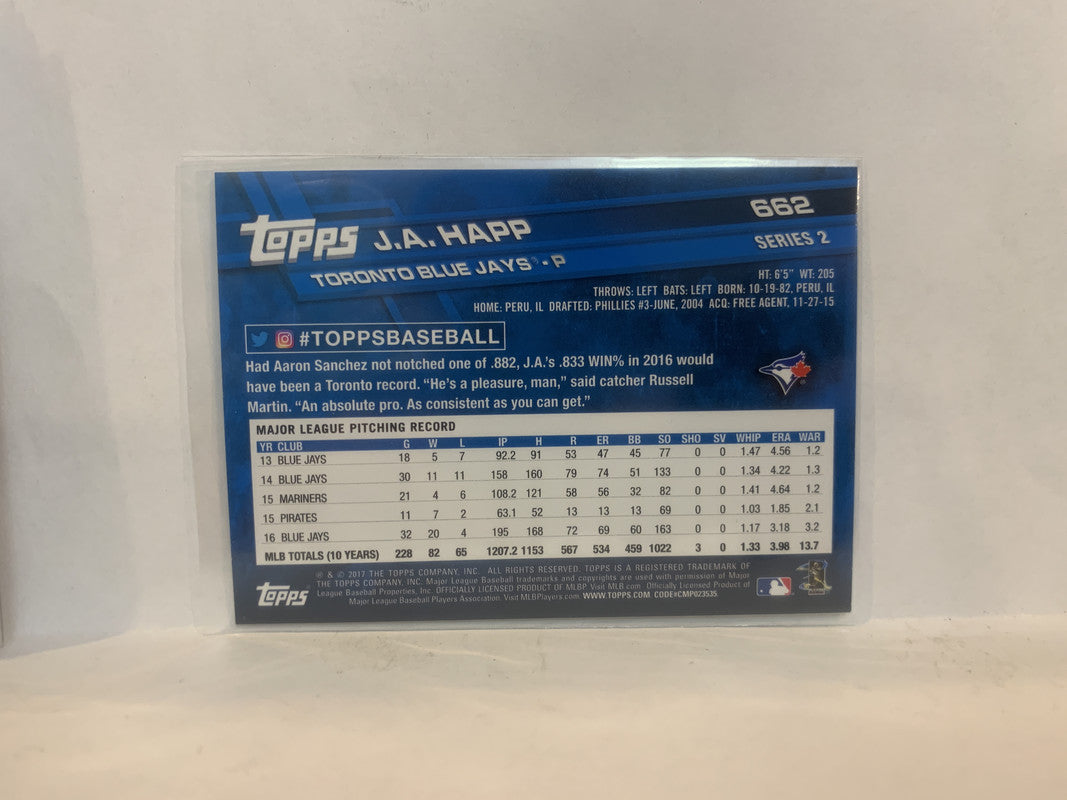 662
topps J.A. HAPP
SERIES 2
TORONTO BLUE JAYS • P
HT: 6'5" WT: 205
THROWS: LEFT BATS: LEFT BORN: 10-19-82, PERU, IL
HOME: PERU, IL DRAFTED: PHILLIES #3-JUNE, 2004 ACQ: FREE AGENT, 11-27-15
#TOPPSBASEBALL
Had Aaron Sanchez not notched one of .882, J.A.'s .833 WIN% in 2016 would
have been a Toronto record. “He's a pleasure, man,” said catcher Russell
Martin. “An absolute pro. As consistent as you can get.”
MAJOR LEAGUE PITCHING RECORD
YR CLUB G W L IP H R ER BB SO SHO SV WHIP ERA WAR
13 BLUE JAYS 18 5 7 92.2 91 53 47 45 77 0 0 1.47 4.56 1.2
14 BLUE JAYS 30 11 11 158 160 79 74 51 133 0 0 1.34 4.22 1.3
15 MARINERS 21 4 6 108.2 121 58 56 32 82 0 0 1.41 4.64 1.2
15 PIRATES 11 7 2 63.1 52 13 13 13 69 0 0 1.03 1.85 2.1
16 BLUE JAYS 32 20 4 195 168 72 69 60 163 0 0 1.17 3.18 3.2
MLB TOTALS (10 YEARS) 228 82 65 1207.2 1153 567 534 459 1022 3 0 1.33 3.98 13.7
topps
® & © 2017 THE TOPPS COMPANY, INC. ALL RIGHTS RESERVED. TOPPS IS A REGISTERED TRADEMARK OF
THE TOPPS COMPANY, INC. Major League Baseball trademarks and copyrights are used with permission of Major
League Baseball Properties, Inc. OFFICIALLY LICENSED PRODUCT OF MLBP Visit MLB.com. Officially Licensed Product of
Major League Baseball Players Association. Visit MLBPlayers.com. WWW.TOPPS.COM CODE#CMP023535.